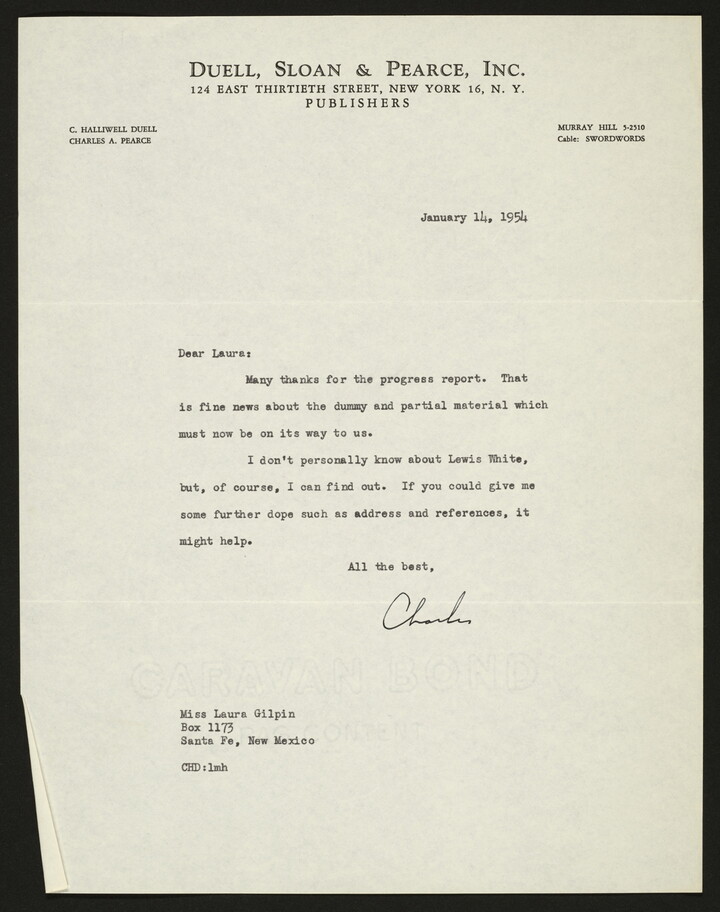 DUELL, SLOAN & PEARCE, INC.
124 EAST THIRTIETH STREET, NEW YORK 16, N. Y.
PUBLISHERS
C. HALLIWELL DUELL
CHARLES A. PEARCE
MURRAY HILL 5-2510
Cable: SWORDWORDS
January 14, 1954
Dear Laura:
Many thanks for the progress report. That
is fine news about the dummy and partial material which
must now be on its way to us.
I don't personally know about Lewis White,
but, of course, I can find out. If you could give me
some further dope such as address and references, it
might help.
All the best,
Charles
CARAVAN BOND
CONTENT
Miss Laura Gilpin
Box 1173
Santa Fe, New Mexico
CHD:lmh